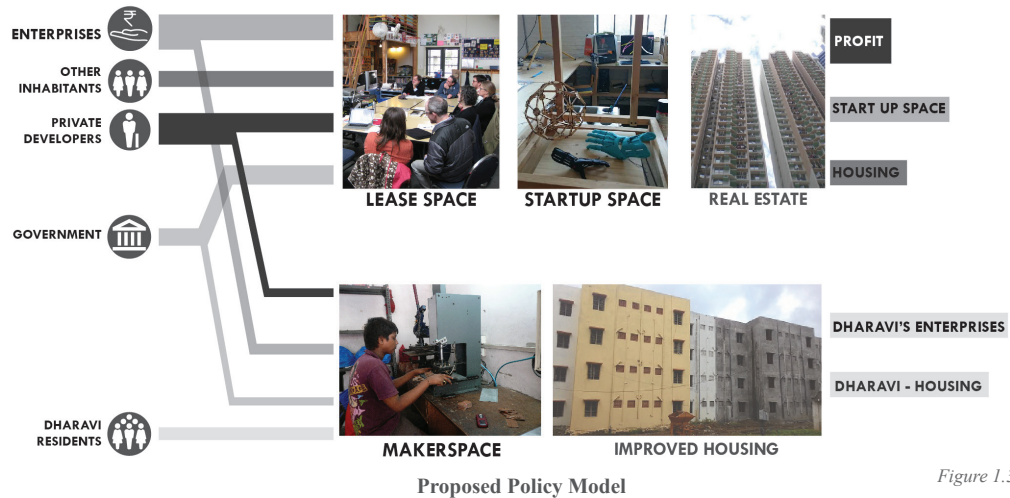 ENTERPRISES
OTHER
INHABITANTS
PRIVATE
DEVELOPERS
GOVERNMENT
DHARAVI
RESIDENTS
LEASE SPACE
STARTUP SPACE
REAL ESTATE
PROFIT
START UP SPACE
HOUSING
MAKERSPACE
IMPROVED HOUSING
DHARAVI'S ENTERPRISES
DHARAVI - HOUSING
Proposed Policy Model
Figure